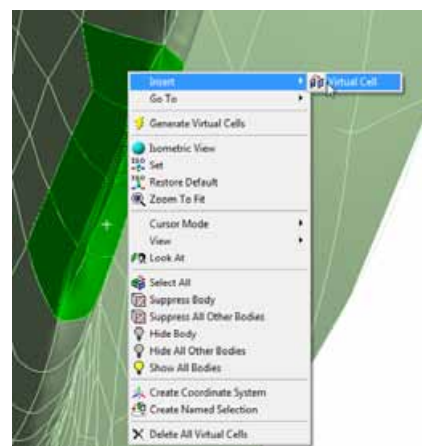 Insert
Virtual Cell
Go To
Generate Virtual Cells
Isometric View
ISO Set
ISO Restore Default
Zoom To Fit
Cursor Mode
View
Look At
Select All
Suppress Body
Suppress All Other Bodies
Hide Body
Hide All Other Bodies
Show All Bodies
Create Coordinate System
Create Named Selection
Delete All Virtual Cells